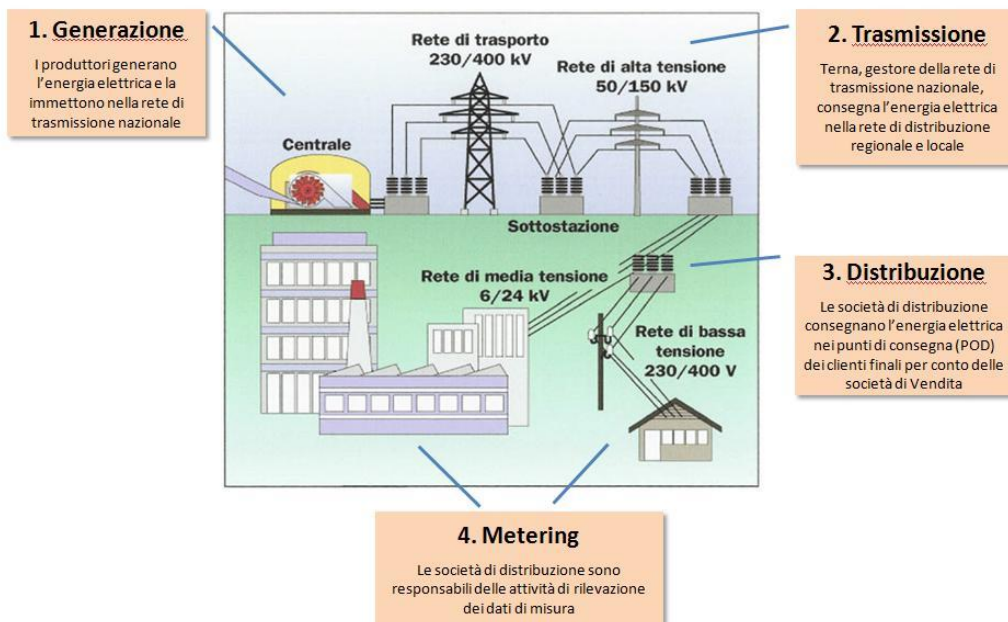 1. Generazione
I produttori generano
l’energia elettrica e la
immettono nella rete di
trasmissione nazionale
Rete di trasporto
230/400 kV
Rete di alta tensione
50/150 kV
2. Trasmissione
Terna, gestore della rete di
trasmissione nazionale,
consegna l’energia elettrica
nella rete di distribuzione
regionale e locale
Centrale
Sottostazione
Rete di media tensione
6/24 kV
Rete di bassa
tensione
230/400 V
3. Distribuzione
Le società di distribuzione
consegnano l’energia elettrica
nei punti di consegna (POD)
dei clienti finali per conto delle
società di Vendita
4. Metering
Le società di distribuzione sono
responsabili delle attività di rilevazione
dei dati di misura